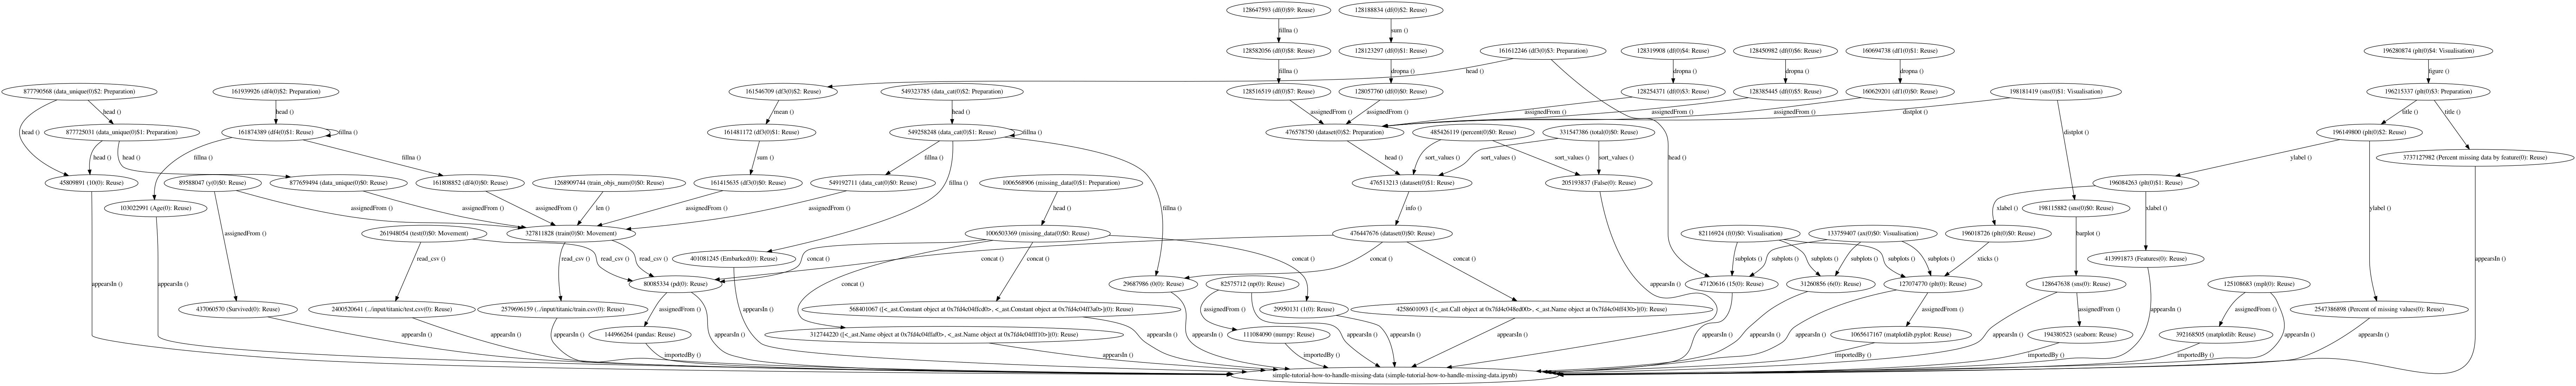 128647593 (df(0)$9: Reuse)
128188834 (df(0)$2: Reuse)
fillna ()
sum ()
128582056 (df(0)$8: Reuse)
128123297 (df(0)$1: Reuse)
161612246 (df3(0)$3: Preparation)
128319908 (df(0)$4: Reuse)
128450982 (df(0)$6: Reuse)
160694738 (df1(0)$1: Reuse)
196280874 (plt(0)$4: Visualisation)
fillna ()
dropna ()
head ()
dropna ()
dropna ()
dropna ()
figure ()
877790568 (data_unique(0)$2: Preparation)
161939926 (df4(0)$2: Preparation)
161546709 (df3(0)$2: Reuse)
549323785 (data_cat(0)$2: Preparation)
128516519 (df(0)$7: Reuse)
128057760 (df(0)$0: Reuse)
128254371 (df(0)$3: Reuse)
128385445 (df(0)$5: Reuse)
160629201 (df1(0)$0: Reuse)
198181419 (sns(0)$1: Visualisation)
196215337 (plt(0)$3: Preparation)
head ()
head ()
mean ()
head ()
assignedFrom ()
assignedFrom ()
assignedFrom ()
assignedFrom ()
assignedFrom ()
distplot ()
title ()
title ()
head ()
877725031 (data_unique(0)$1: Preparation)
161874389 (df4(0)$1: Reuse)
fillna ()
161481172 (df3(0)$1: Reuse)
549258248 (data_cat(0)$1: Reuse)
fillna ()
476578750 (dataset(0)$2: Preparation)
485426119 (percent(0)$0: Reuse)
331547386 (total(0)$0: Reuse)
distplot ()
196149800 (plt(0)$2: Reuse)
head ()
head ()
fillna ()
fillna ()
sum ()
fillna ()
head ()
head ()
sort_values ()
sort_values ()
sort_values ()
sort_values ()
ylabel ()
3737127982 (Percent missing data by feature(0): Reuse)
45809891 (10(0): Reuse)
89588047 (y(0)$0: Reuse)
877659494 (data_unique(0)$0: Reuse)
161808852 (df4(0)$0: Reuse)
1268909744 (train_objs_num(0)$0: Reuse)
161415635 (df3(0)$0: Reuse)
549192711 (data_cat(0)$0: Reuse)
fillna ()
1006568906 (missing_data(0)$1: Preparation)
476513213 (dataset(0)$1: Reuse)
205193837 (False(0): Reuse)
196084263 (plt(0)$1: Reuse)
103022991 (Age(0): Reuse)
assignedFrom ()
assignedFrom ()
assignedFrom ()
len ()
assignedFrom ()
assignedFrom ()
head ()
fillna ()
info ()
198115882 (sns(0)$0: Reuse)
xlabel ()
xlabel ()
ylabel ()
assignedFrom ()
261948054 (test(0)$0: Movement)
327811828 (train(0)$0: Movement)
1006503369 (missing_data(0)$0: Reuse)
476447676 (dataset(0)$0: Reuse)
82116924 (f(0)$0: Visualisation)
133759407 (ax(0)$0: Visualisation)
196018726 (plt(0)$0: Reuse)
barplot ()
read_csv ()
read_csv ()
read_csv ()
read_csv ()
401081245 (Embarked(0): Reuse)
concat ()
concat ()
concat ()
concat ()
concat ()
subplots ()
subplots ()
subplots ()
subplots ()
subplots ()
subplots ()
xticks ()
413991873 (Features(0): Reuse)
appearsIn ()
appearsIn ()
appearsIn ()
80085334 (pd(0): Reuse)
concat ()
concat ()
29687986 (0(0): Reuse)
82575712 (np(0): Reuse)
appearsIn ()
47120616 (15(0): Reuse)
31260856 (6(0): Reuse)
127074770 (plt(0): Reuse)
128647638 (sns(0): Reuse)
125108683 (mpl(0): Reuse)
437060570 (Survived(0): Reuse)
2400520641 (../input/titanic/test.csv(0): Reuse)
2579696159 (../input/titanic/train.csv(0): Reuse)
assignedFrom ()
appearsIn ()
568401067 ([<_ast.Constant object at 0x7fd4c04ffcd0>, <_ast.Constant object at 0x7fd4c04ff3a0>](0): Reuse)
assignedFrom ()
29950131 (1(0): Reuse)
4258601093 ([<_ast.Call object at 0x7fd4c048ed00>, <_ast.Name object at 0x7fd4c04ff430>](0): Reuse)
assignedFrom ()
assignedFrom ()
appearsIn ()
assignedFrom ()
2547386898 (Percent of missing values(0): Reuse)
appearsIn ()
appearsIn ()
appearsIn ()
144966264 (pandas: Reuse)
appearsIn ()
312744220 ([<_ast.Name object at 0x7fd4c04ffaf0>, <_ast.Name object at 0x7fd4c04fff10>](0): Reuse)
appearsIn ()
appearsIn ()
111084090 (numpy: Reuse)
appearsIn ()
appearsIn ()
appearsIn ()
appearsIn ()
appearsIn ()
1065617167 (matplotlib.pyplot: Reuse)
appearsIn ()
194380523 (seaborn: Reuse)
392168505 (matplotlib: Reuse)
appearsIn ()
appearsIn ()
importedBy ()
appearsIn ()
importedBy ()
importedBy ()
importedBy ()
importedBy ()
simple-tutorial-how-to-handle-missing-data (simple-tutorial-how-to-handle-missing-data.ipynb)